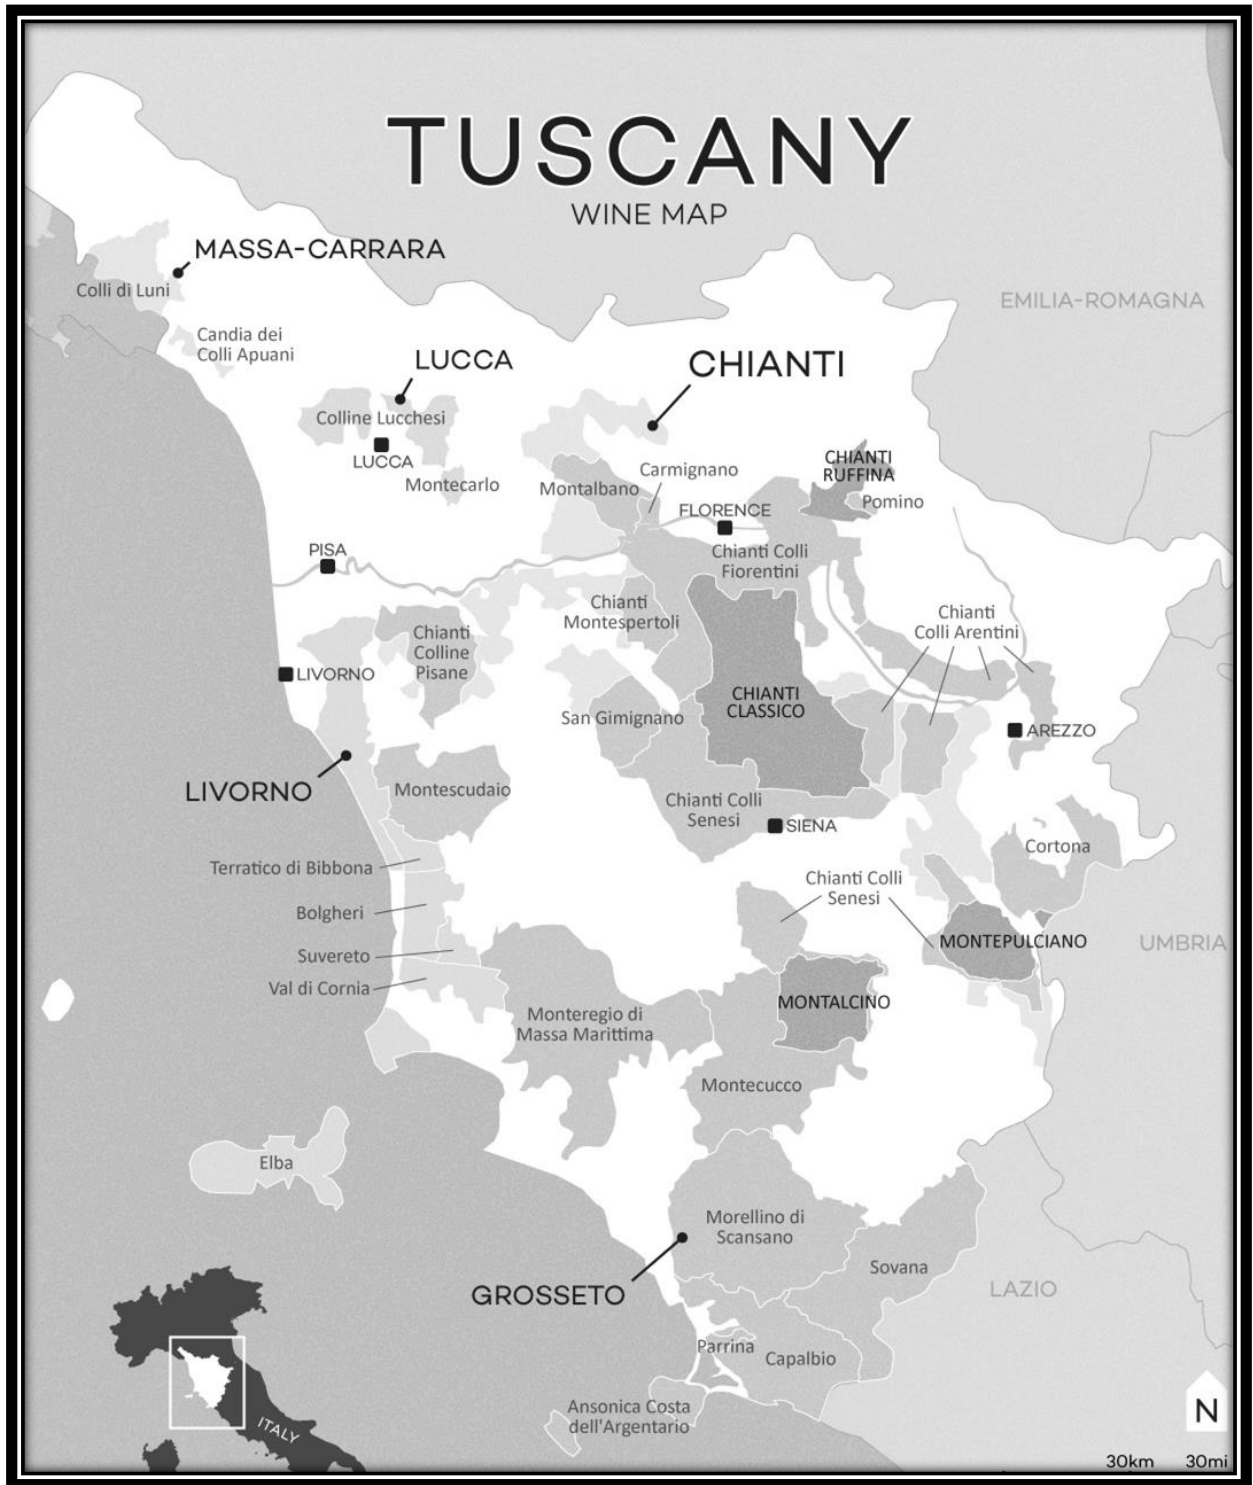 TUSCANY
WINE MAP
MASSA-CARRARA
Colli di Luni
EMILIA-ROMAGNA
Candia dei
Colli Apuani
LUCCA
CHIANTI
Colline Lucchesi
LUCCA
Montecarlo
Montalbano
Carmignano
CHIANTI
RUFFINA
Pomino
FLORENCE
PISA
Chianti Colli
Fiorentini
Chianti
Montespertoli
Chianti
Colli Arentini
Chianti
Colline
Pisane
LIVORNO
CHIANTI
CLASSICO
San Gimignano
AREZZO
LIVORNO
Montescudaio
Chianti Colli
Senesi
SIENA
Cortona
Terratico di Bibbona
Chianti Colli
Senesi
Bolgheri
MONTEPULCIANO
UMBRIA
Suvereto
Val di Cornia
MONTALCINO
Monteregio di
Massa Marittima
Montecucco
Elba
Morellino di
Scansano
Sovana
GROSSETO
LAZIO
Parrina
Capalbio
Ansonica Costa
dell'Argentario
ITALY
N
30km 30mi